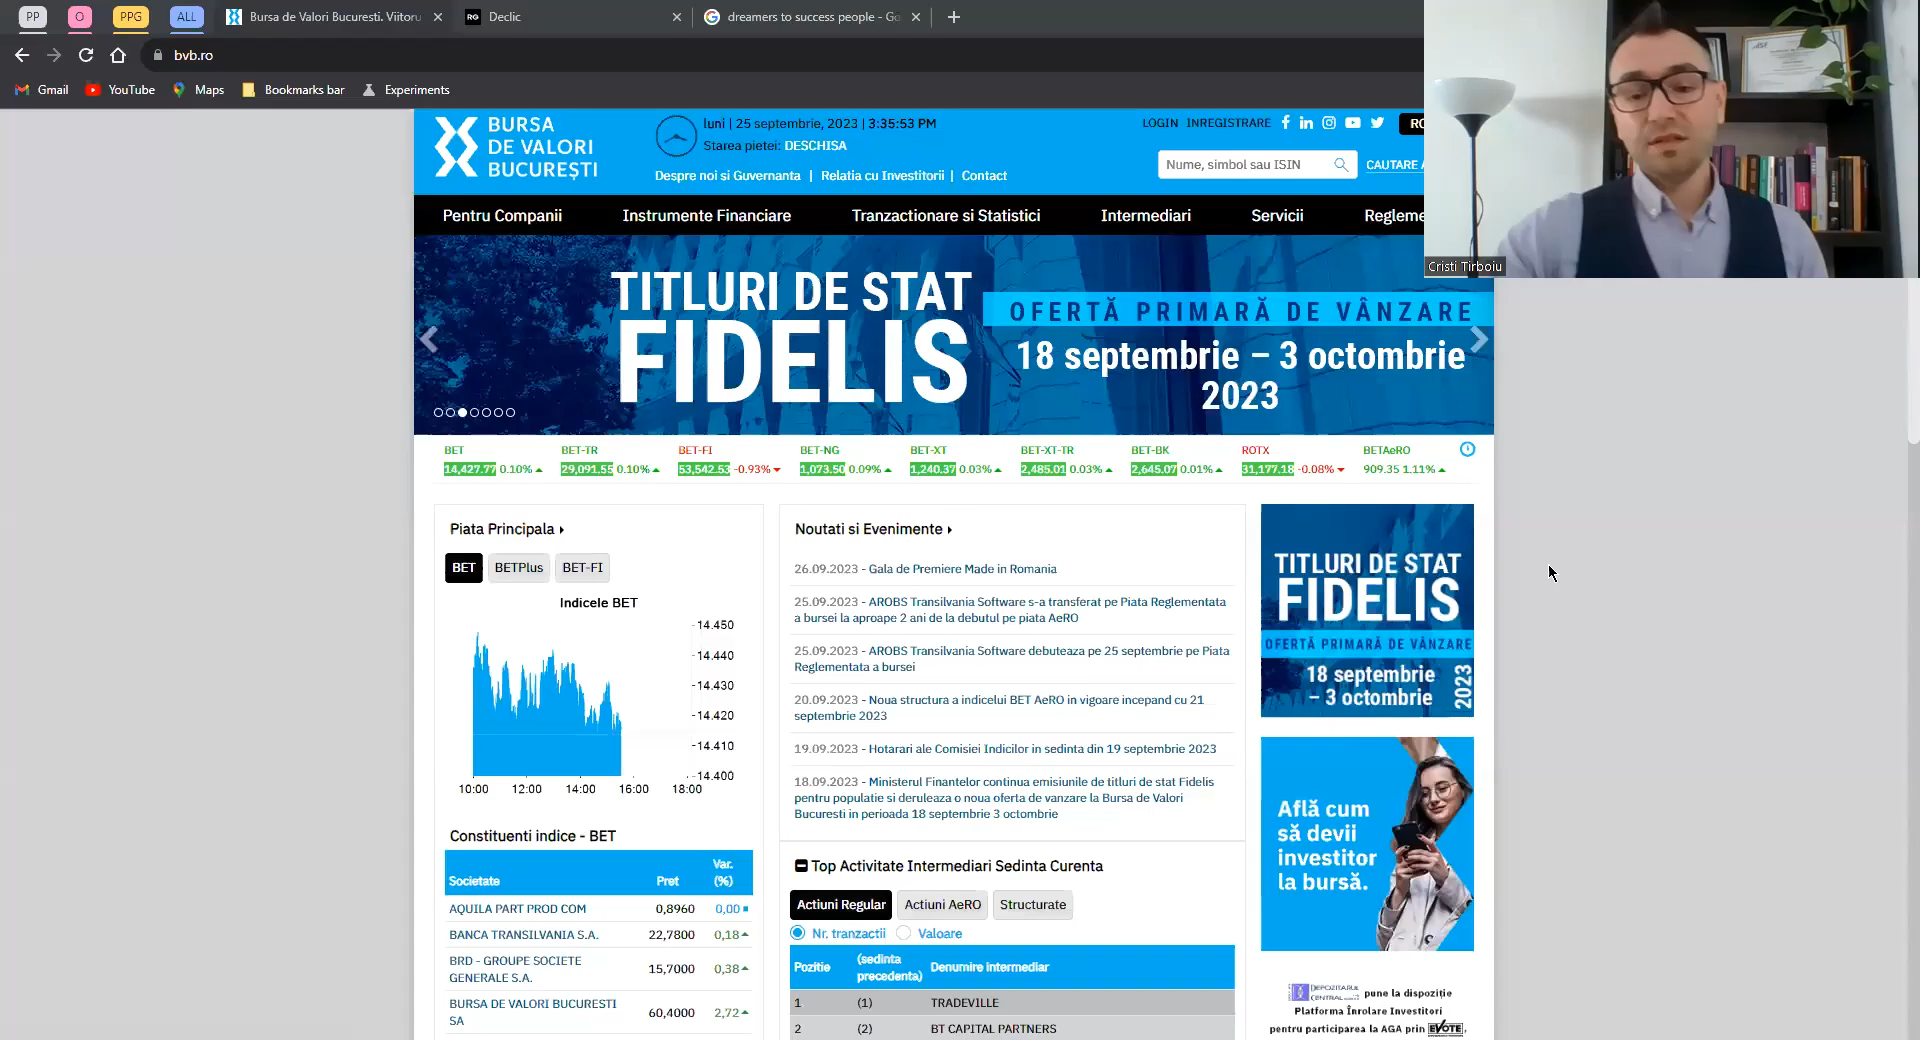 PP
O
PPG
ALL
Bursa de Valori Bucuresti. Viitoru
Declic
dreamers to success people - Go
bvb.ro
Gmail
YouTube
Maps
Bookmarks bar
Experiments
BURSA
DE VALORI
BUCUREȘTI
luni | 25 septembrie, 2023 | 3:35:53 PM
Starea pietei: DESCHISA
Despre noi si Guvernanta | Relatia cu Investitorii | Contact
LOGIN INREGISTRARE
RO
Nume, simbol sau ISIN
CAUTARE A
Pentru Companii
Instrumente Financiare
Tranzactionare si Statistici
Intermediari
Servicii
Regleme
Cristi Tirboiu
TITLURI DE STAT
FIDELIS
OFERTĂ PRIMARĂ DE VÂNZARE
18 septembrie – 3 octombrie
2023
BET
14,427.77 0.10%
BET-TR
29,091.55 0.10%
BET-FI
53,542.53 -0.93%
BET-NG
1,073.50 0.09%
BET-XT
1,240.37 0.03%
BET-XT-TR
2,485.01 0.03%
BET-BK
2,645.07 0.01%
ROTX
31,177.18 -0.08%
BETAeRO
909.35 1.11%
Piata Principala
BET
BETPlus
BET-FI
Indicele BET
14.450
14.440
14.430
14.420
14.410
14.400
10:00 12:00 14:00 16:00 18:00
Constituenti indice - BET
Societate Pret Var. (%)
AQUILA PART PROD COM 0,8960 0,00
BANCA TRANSILVANIA S.A. 22,7800 0,18
BRD - GROUPE SOCIETE
GENERALE S.A. 15,7000 0,38
BURSA DE VALORI BUCURESTI
SA 60,4000 2,72
Noutati si Evenimente
26.09.2023 - Gala de Premiere Made in Romania
25.09.2023 - AROBS Transilvania Software s-a transferat pe Piata Reglementata
a bursei la aproape 2 ani de la debutul pe piata AeRO
25.09.2023 - AROBS Transilvania Software debuteaza pe 25 septembrie pe Piata
Reglementata a bursei
20.09.2023 - Noua structura a indicelui BET AeRO in vigoare incepand cu 21
septembrie 2023
19.09.2023 - Hotarari ale Comisiei Indicilor in sedinta din 19 septembrie 2023
18.09.2023 - Ministerul Finantelor continua emisiunile de titluri de stat Fidelis
pentru populatie si deruleaza o noua oferta de vanzare la Bursa de Valori
Bucuresti in perioada 18 septembrie 3 octombrie
Top Activitate Intermediari Sedinta Curenta
Actiuni Regular
Actiuni AeRO
Structurate
Nr. tranzactii
Valoare
Pozitie (sedinta precedenta) Denumire intermediar
1 (1) TRADEVILLE
2 (2) BT CAPITAL PARTNERS
TITLURI DE STAT
FIDELIS
OFERTĂ PRIMARĂ DE VÂNZARE
18 septembrie
– 3 octombrie
2023
Află cum
să devii
investitor
la bursă.
DEPOZITARUL
CENTRAL
pune la dispoziție
Platforma Înrolare Investitori
pentru participarea la AGA prin EVOTE.